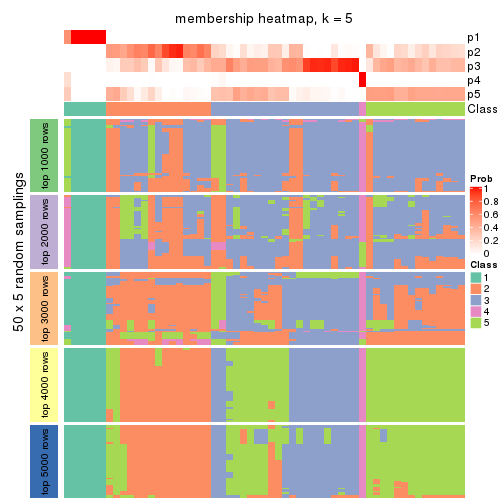 membership heatmap, k = 5
p1
p2
p3
p4
p5
Class
50 x 5 random samplings
top 1000 rows
top 2000 rows
top 3000 rows
top 4000 rows
top 5000 rows
Prob
1
0.8
0.6
0.4
0.2
0
Class
1
2
3
4
5